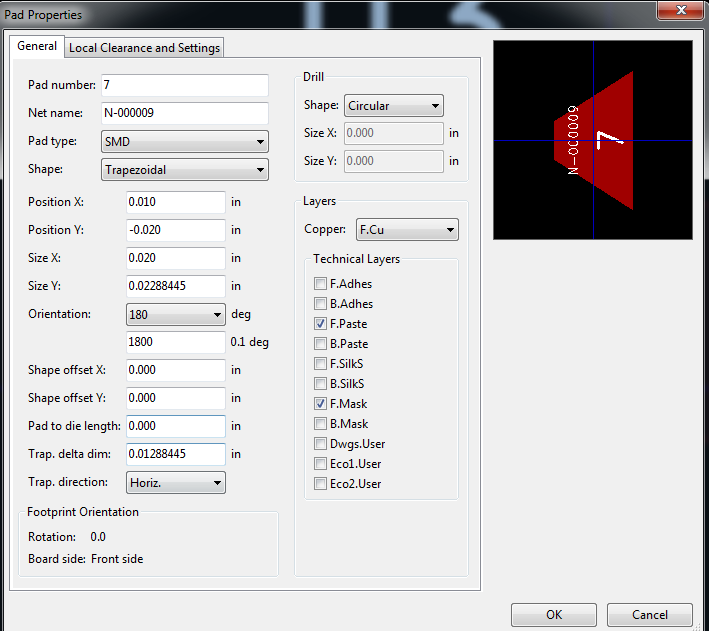 Pad Properties
General
Local Clearance and Settings
Pad number: 7
Net name: N-000009
Pad type: SMD
Shape: Trapezoidal
Position X: 0.010 in
Position Y: -0.020 in
Size X: 0.020 in
Size Y: 0.02288445 in
Orientation: 180 deg
1800 0.1 deg
Shape offset X: 0.000 in
Shape offset Y: 0.000 in
Pad to die length: 0.000 in
Trap. delta dim: 0.01288445 in
Trap. direction: Horiz.
Footprint Orientation
Rotation: 0.0
Board side: Front side
Drill
Shape: Circular
Size X: 0.000 in
Size Y: 0.000 in
Layers
Copper: F.Cu
Technical Layers
F.Adhes
B.Adhes
F.Paste
B.Paste
F.SilkS
B.SilkS
F.Mask
B.Mask
Dwgs.User
Eco1.User
Eco2.User
N-000009
7
OK
Cancel